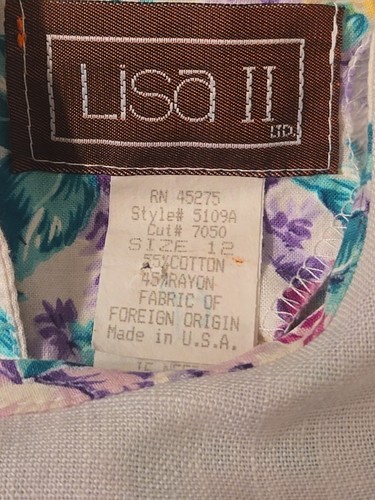 Lisa II
LTD.
RN 45275
Style# 5109A
Cut# 7050
SIZE 12
55%COTTON
45%RAYON
FABRIC OF
FOREIGN ORIGIN
Made in U.S.A.